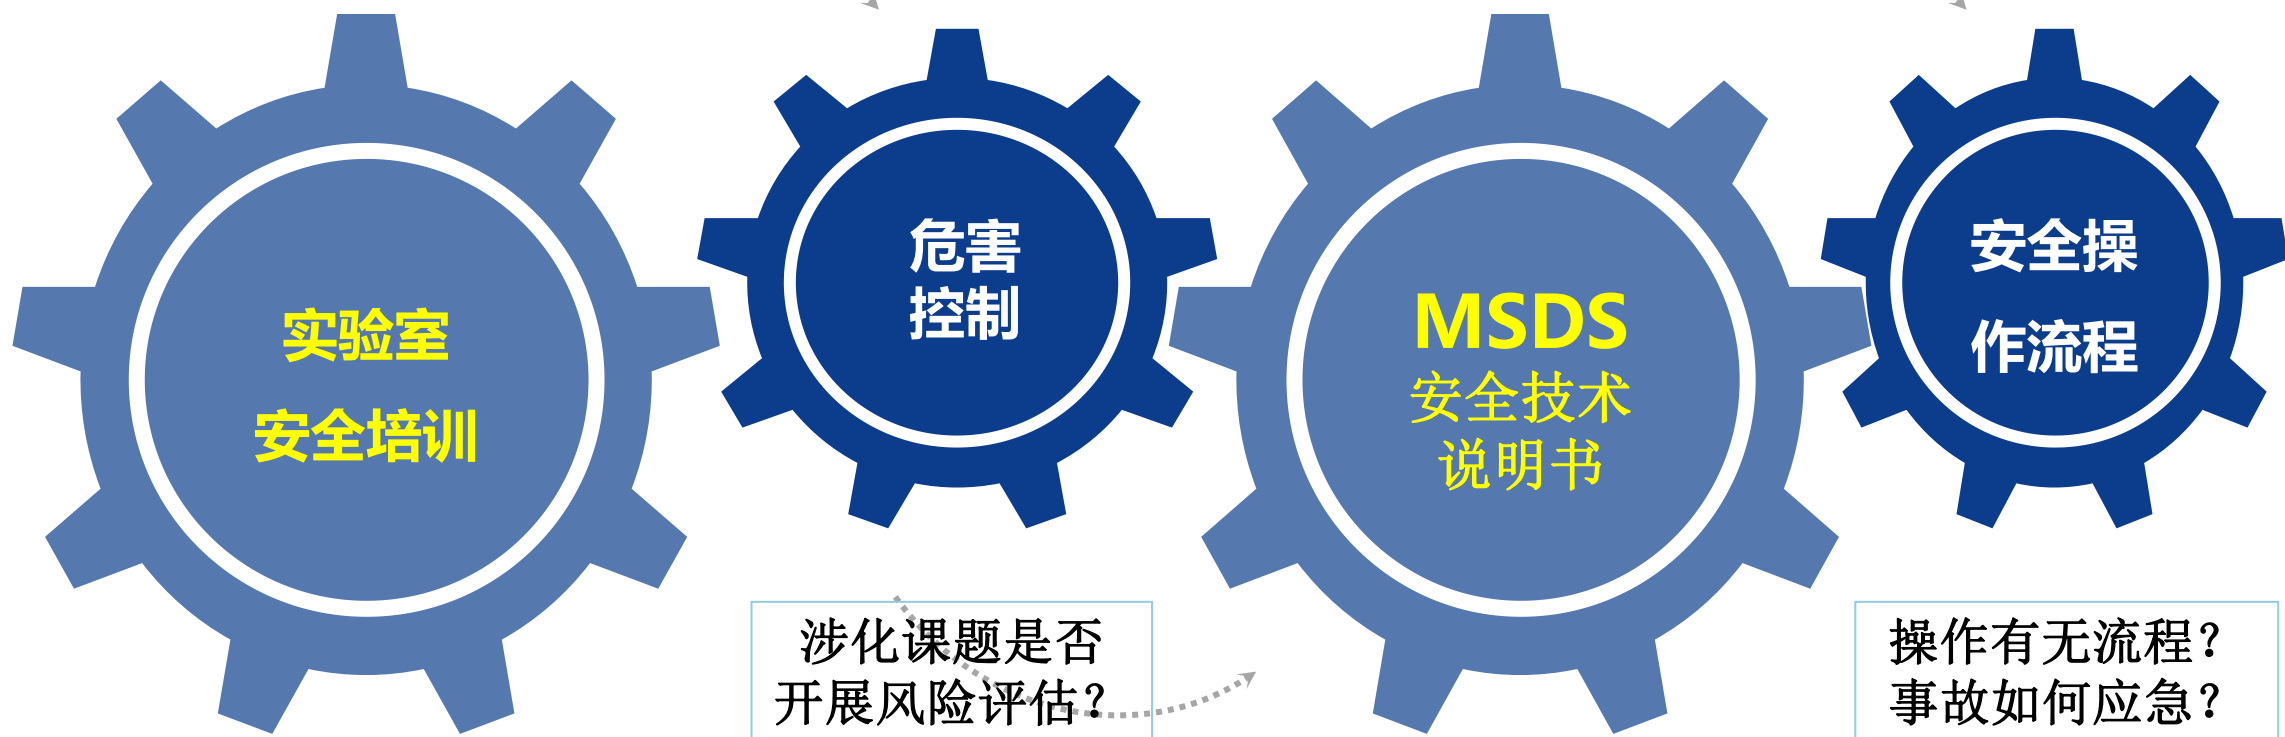 实验室
安全培训
危害
控制
MSDS
安全技术
说明书
安全操
作流程
涉化课题是否
开展风险评估？
操作有无流程？
事故如何应急？